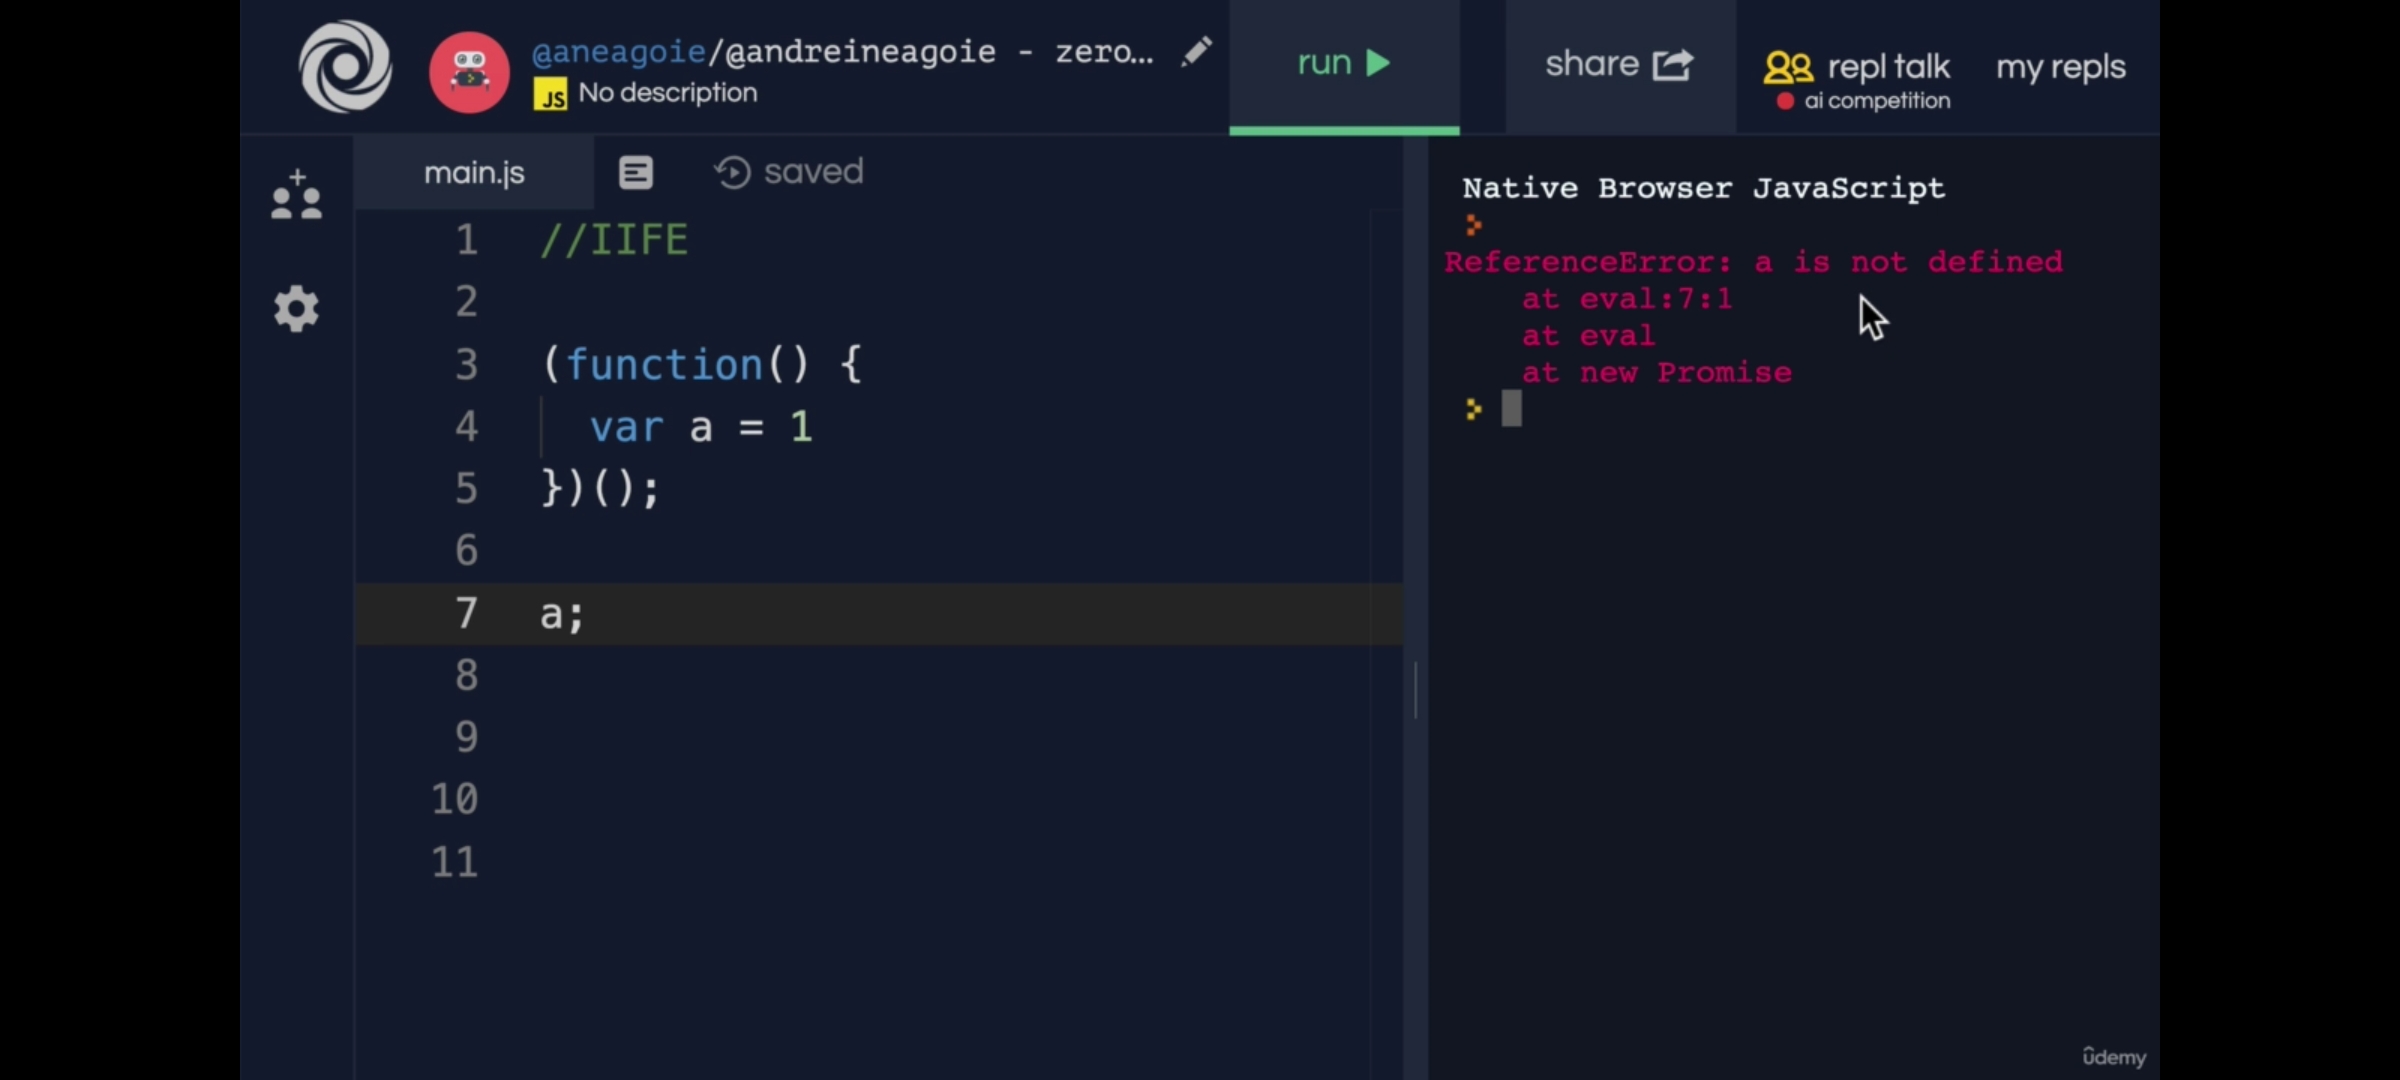 @aneagoie/@andreineagoie - zero...
JS No description
run
share
repl talk
ai competition
my repls
main.js
saved
1 //IIFE
2
3 (function() {
4 var a = 1
5 })();
6
7 a;
8
9
10
11
Native Browser JavaScript
>
ReferenceError: a is not defined
at eval:7:1
at eval
at new Promise
>
ûdemy